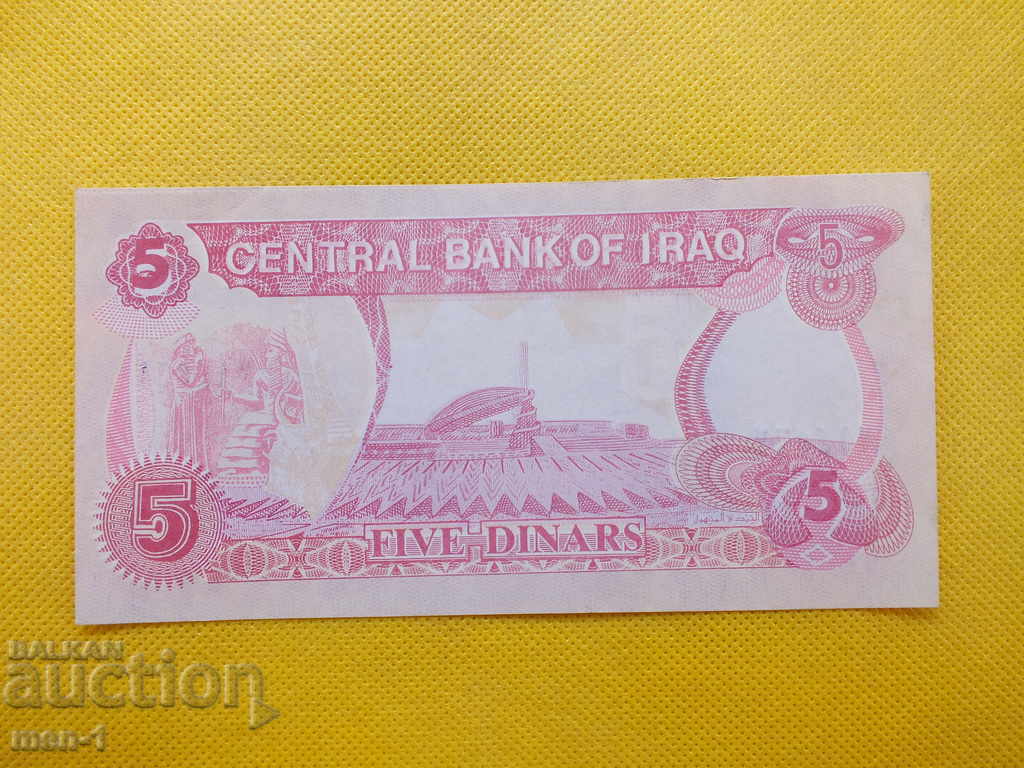 5 CENTRAL BANK OF IRAQ 5
5 FIVE DINARS 5
BALKAN
auction
men-1